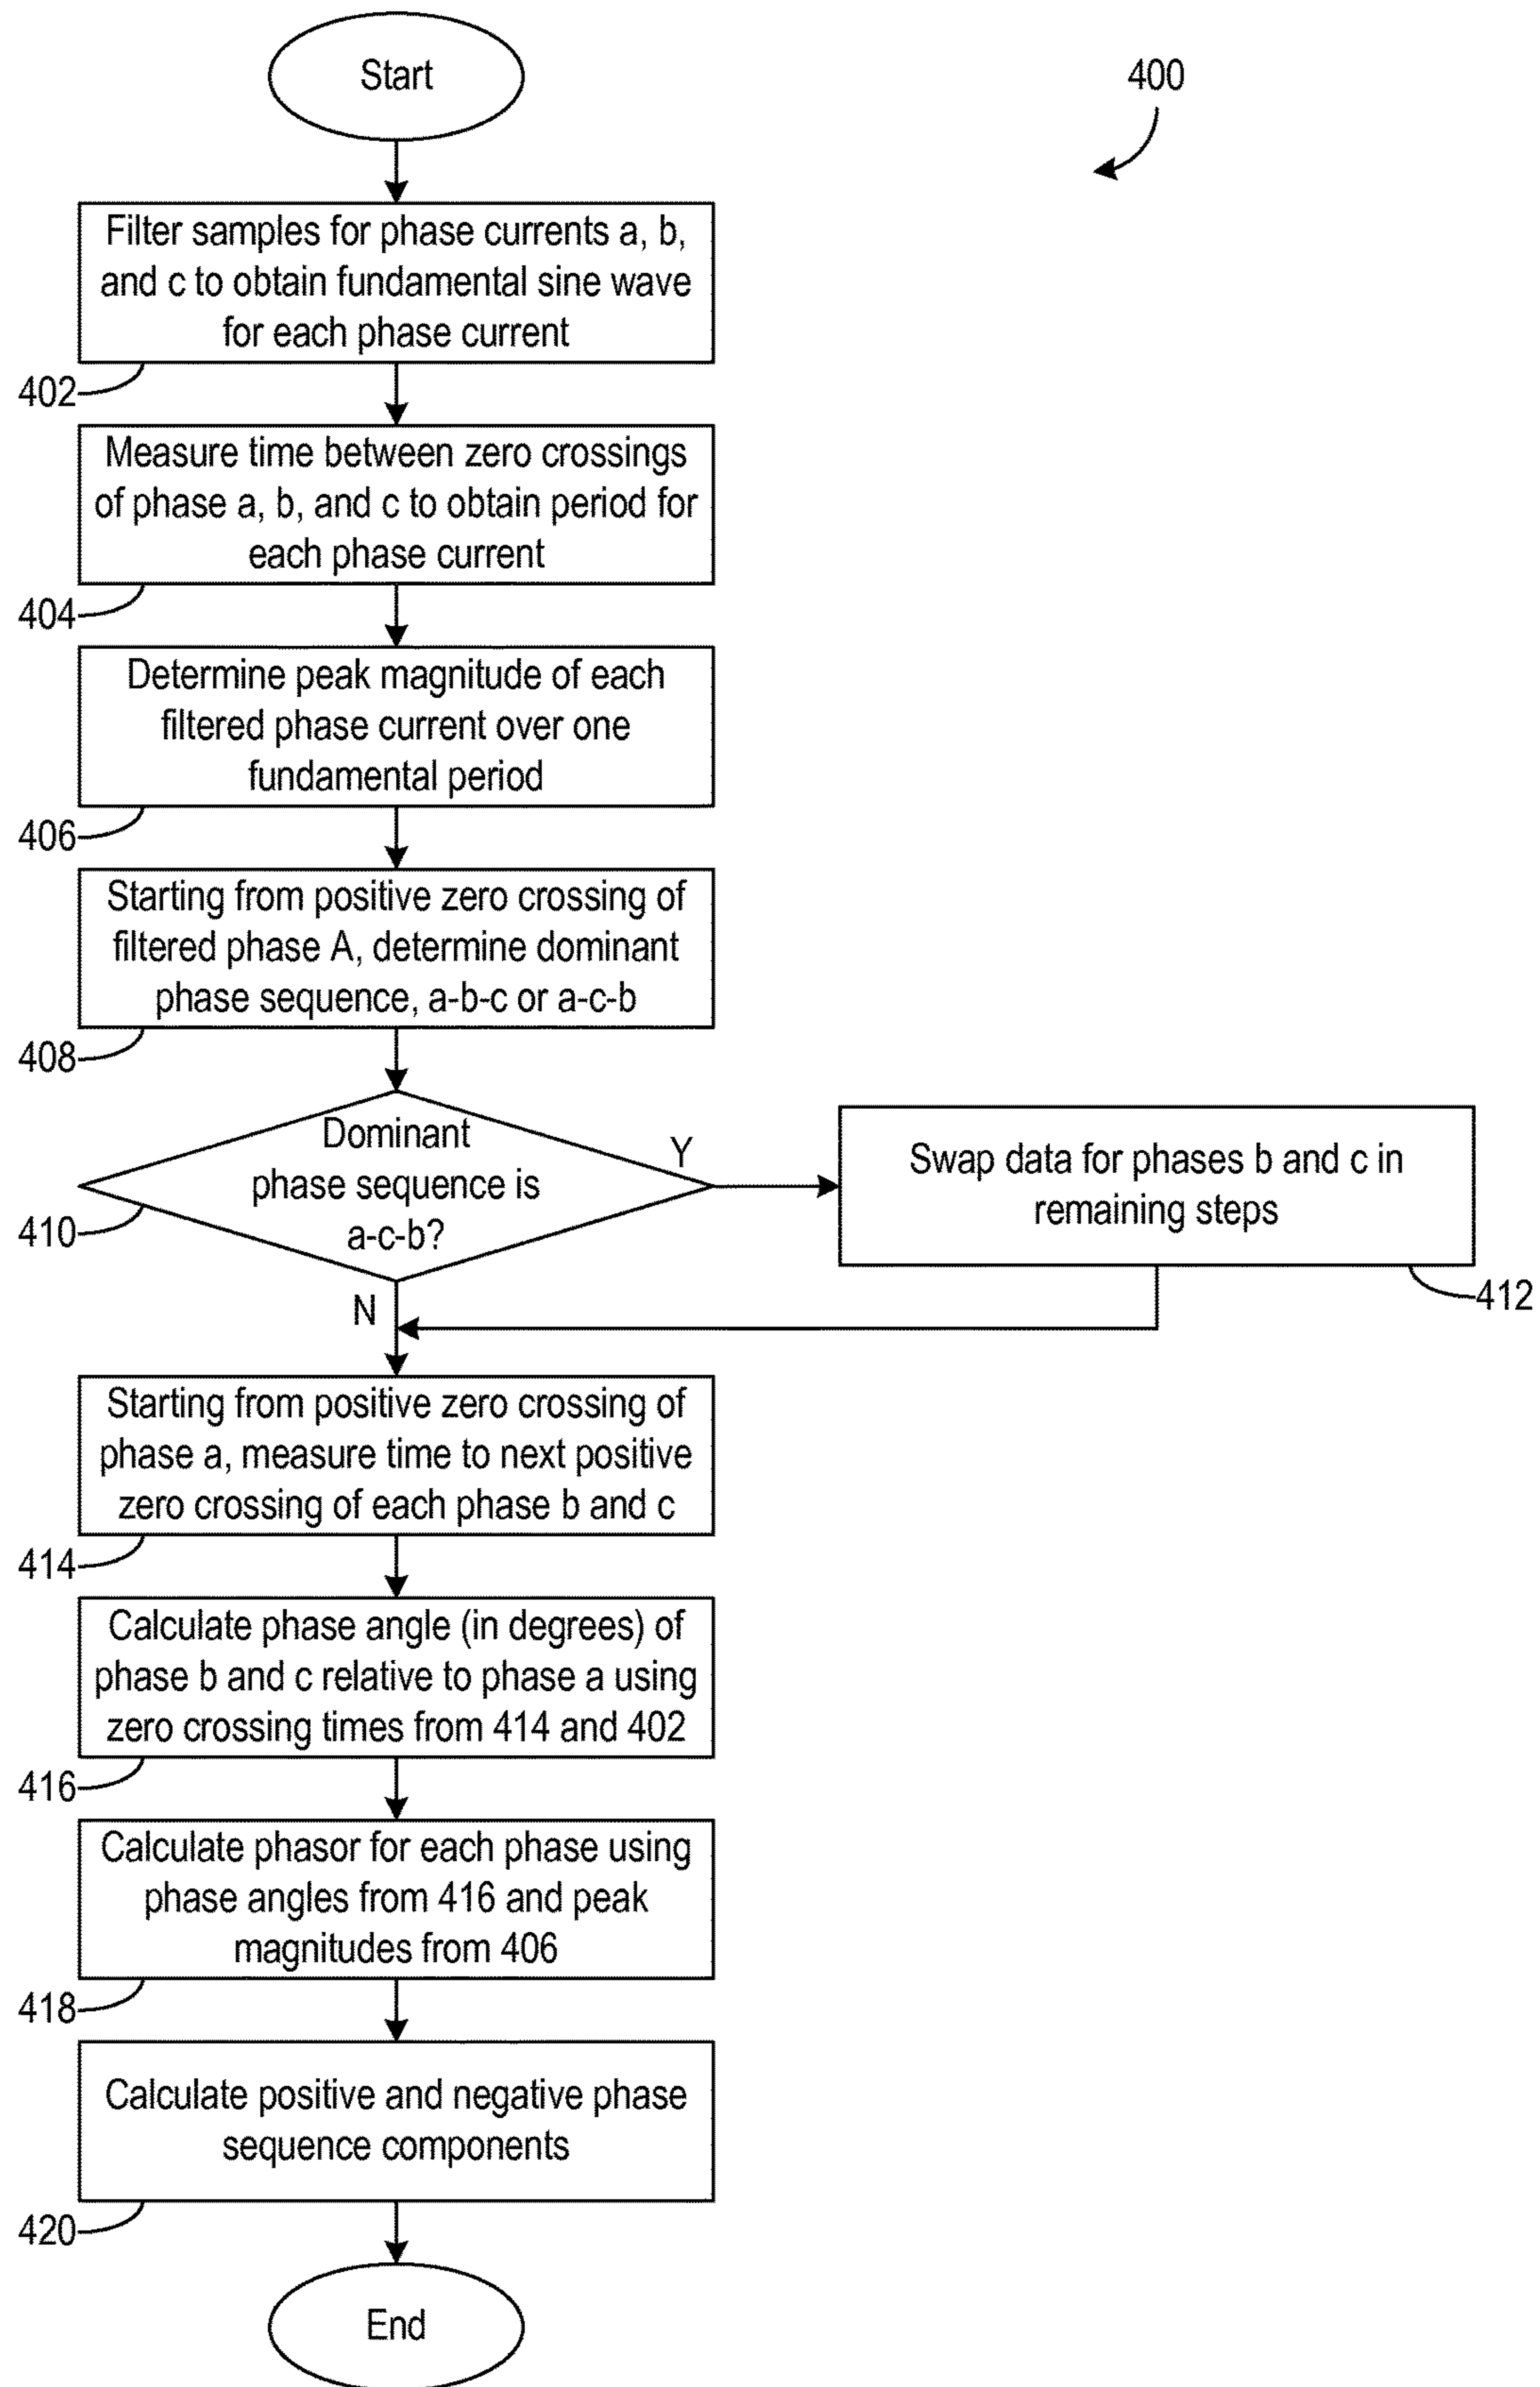 Start
400
Filter samples for phase currents a, b,
and c to obtain fundamental sine wave
for each phase current
402
Measure time between zero crossings
of phase a, b, and c to obtain period for
each phase current
404
Determine peak magnitude of each
filtered phase current over one
fundamental period
406
Starting from positive zero crossing of
filtered phase A, determine dominant
phase sequence, a-b-c or a-c-b
408
Dominant
phase sequence is
a-c-b?
410
Y
Swap data for phases b and c in
remaining steps
412
N
Starting from positive zero crossing of
phase a, measure time to next positive
zero crossing of each phase b and c
414
Calculate phase angle (in degrees) of
phase b and c relative to phase a using
zero crossing times from 414 and 402
416
Calculate phasor for each phase using
phase angles from 416 and peak
magnitudes from 406
418
Calculate positive and negative phase
sequence components
420
End